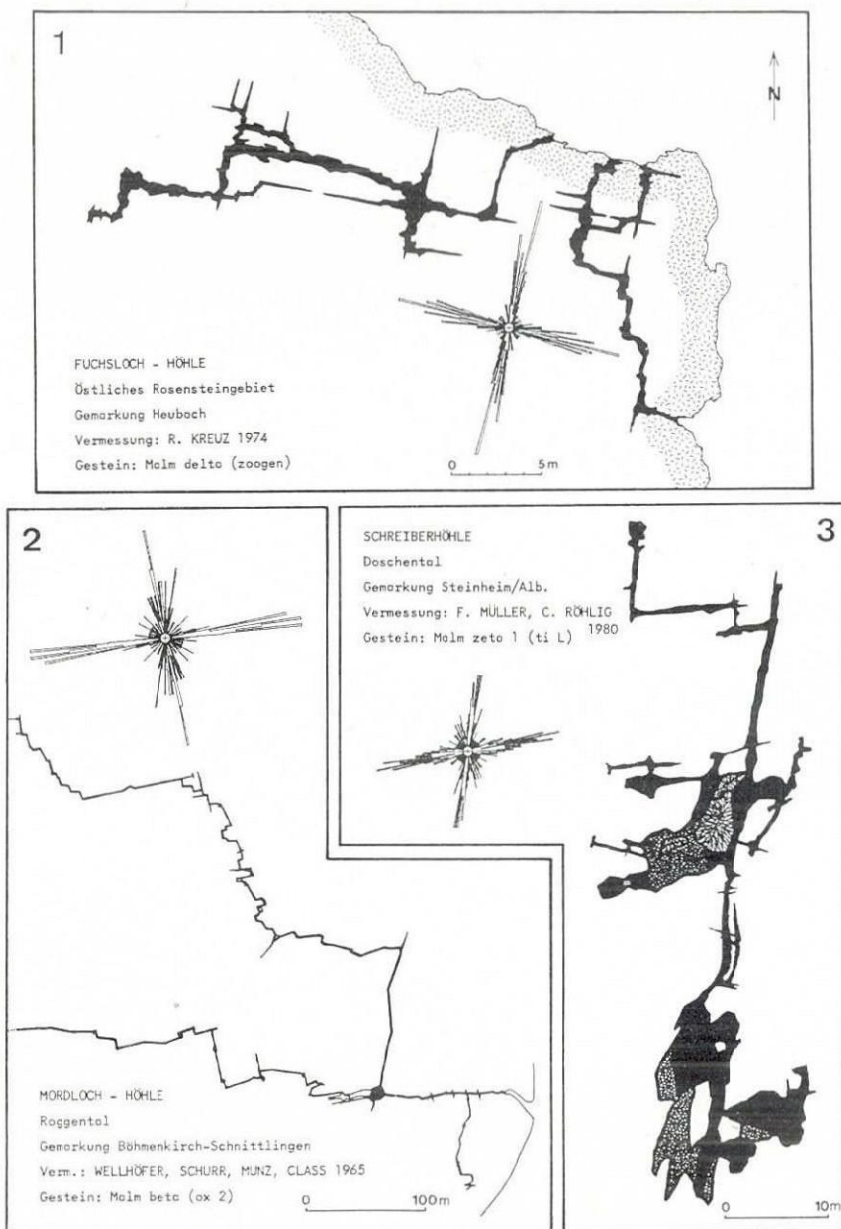 1
N
FUCHSLOCH - HÖHLE
Östliches Rosensteingebiet
Gemarkung Heubach
Vermessung: R. KREUZ 1974
Gestein: Malm delta (zoogen)
0 5m
2
MORDLOCH - HÖHLE
Roggental
Gemarkung Böhmenkirch-Schnittlingen
Verm.: WELLHÖFER, SCHURR, MUNZ, CLASS 1965
Gestein: Malm beta (ox 2)
0 100m
3
SCHREIBERHÖHLE
Doschental
Gemarkung Steinheim/Alb.
Vermessung: F. MÜLLER, C. RÖHLIG
1980
Gestein: Malm zeta 1 (ti L)
0 10m